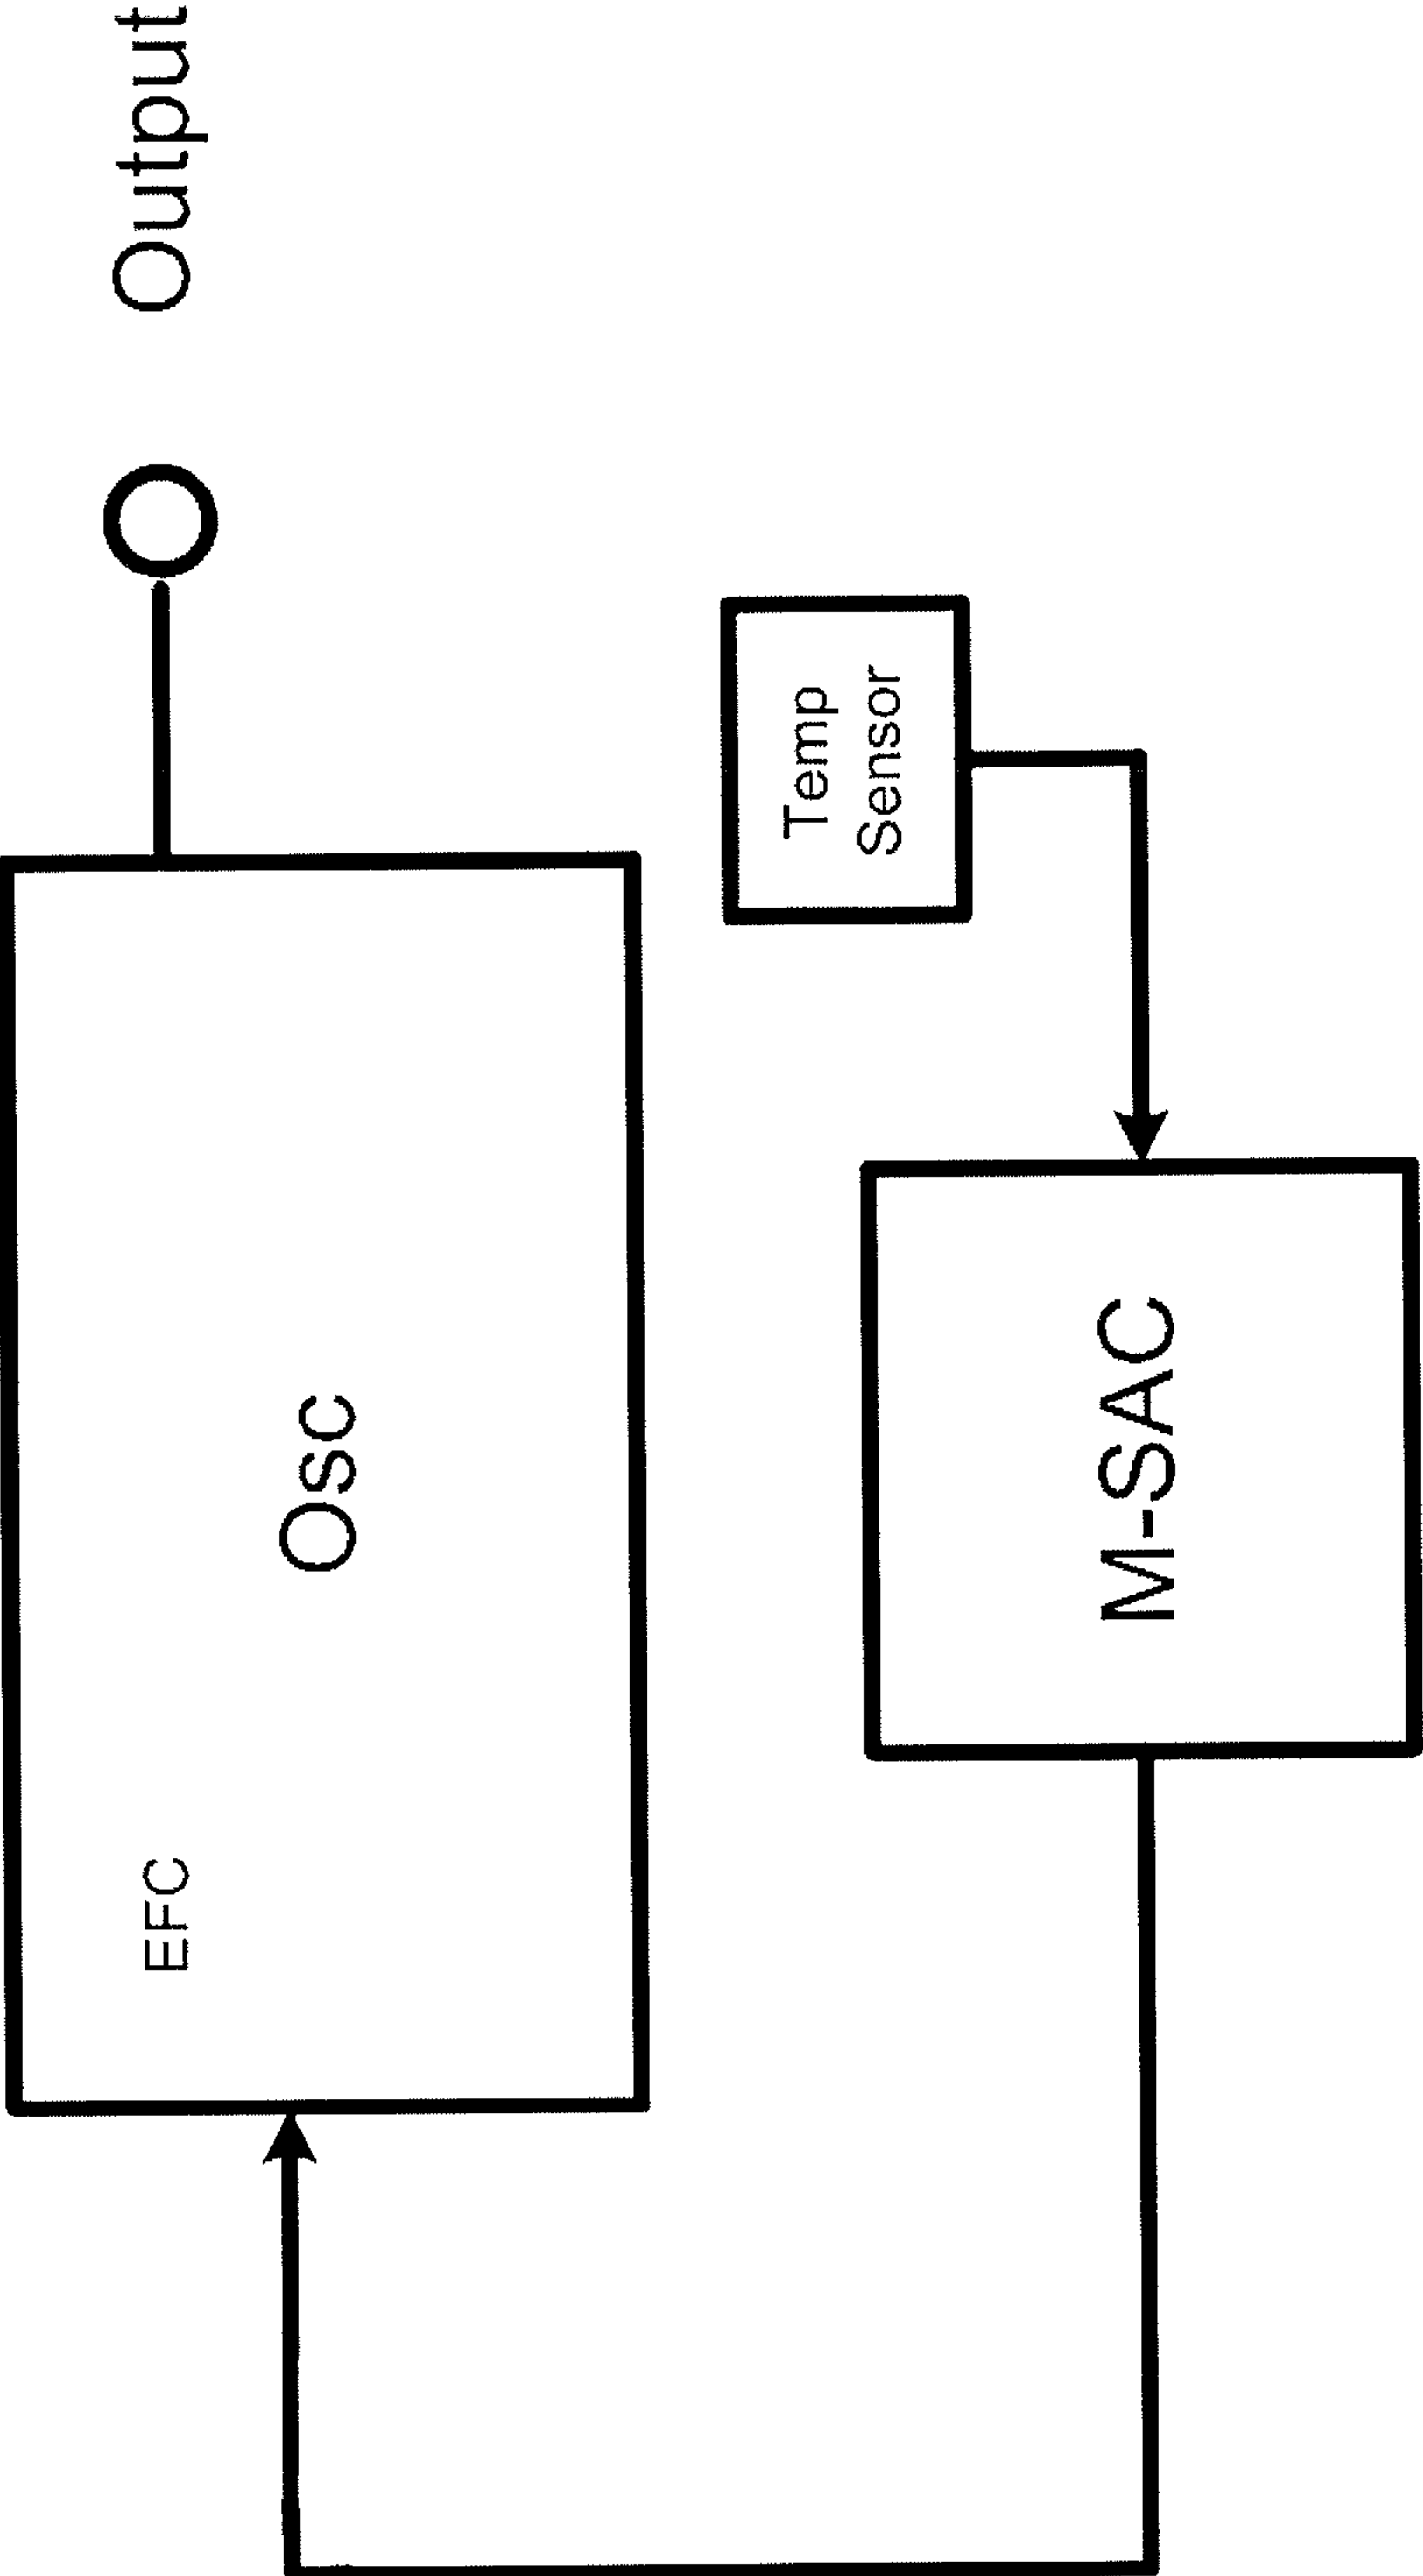 EFC
Osc
Output
Temp
Sensor
M-SAC